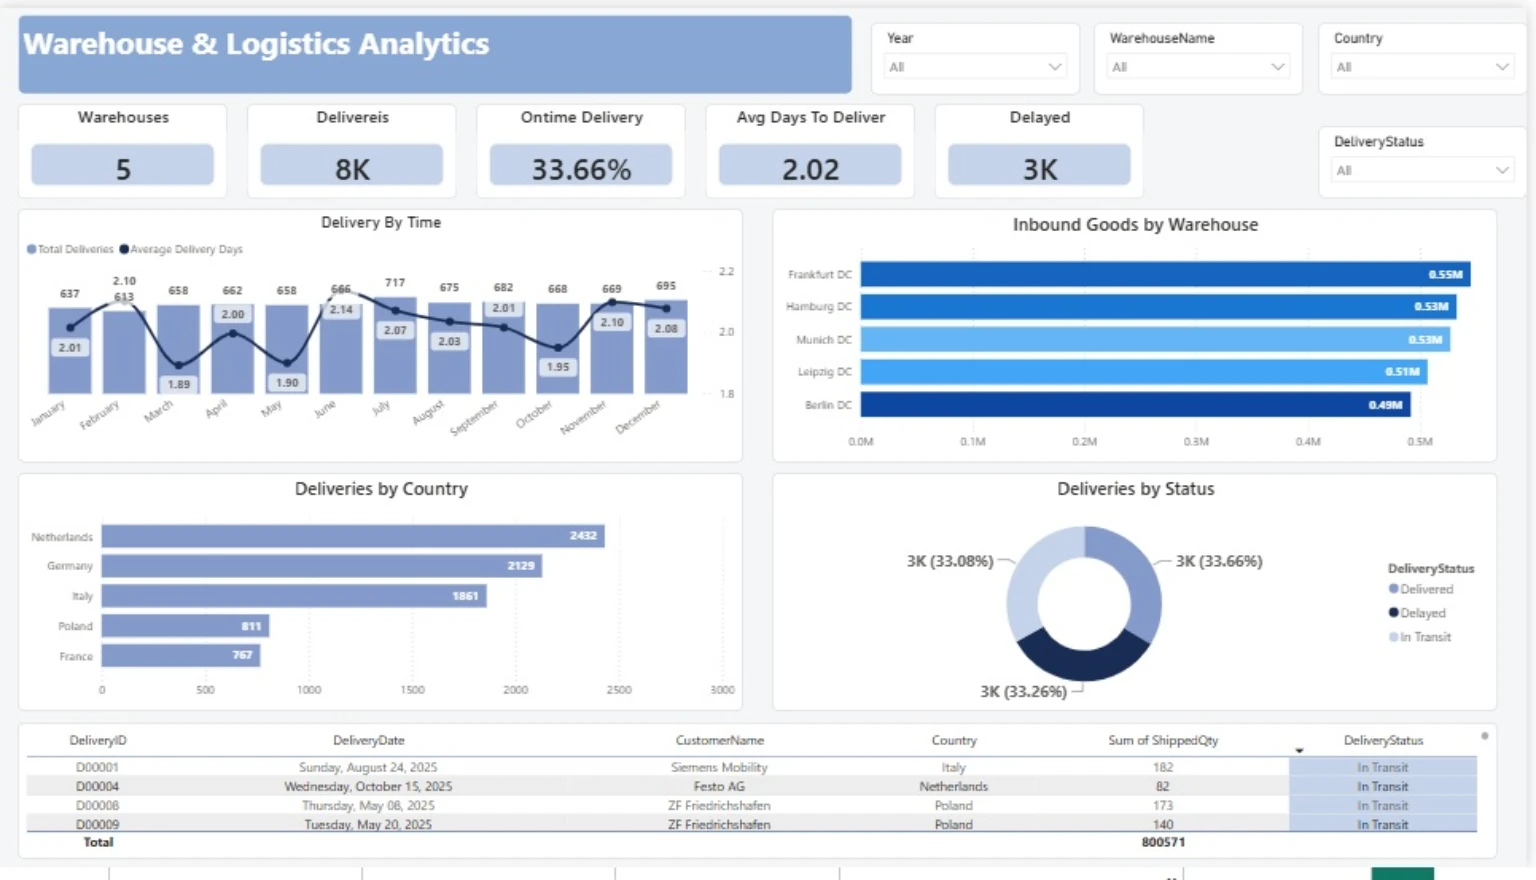 Warehouse & Logistics Analytics
Year
All
WarehouseName
All
Country
All
Warehouses
5
Delivereis
8K
Ontime Delivery
33.66%
Avg Days To Deliver
2.02
Delayed
3K
DeliveryStatus
All
Delivery By Time
Total Deliveries Average Delivery Days
637 613 658 662 658 666 717 675 682 668 669 695
2.01 2.10 1.89 2.00 1.90 2.14 2.07 2.03 2.01 1.95 2.10 2.08
2.2
2.0
1.8
January February March April May June July August September October November December
Inbound Goods by Warehouse
Frankfurt DC 0.55M
Hamburg DC 0.53M
Munich DC 0.53M
Leipzig DC 0.51M
Berlin DC 0.49M
0.0M 0.1M 0.2M 0.3M 0.4M 0.5M
Deliveries by Country
Netherlands 2432
Germany 2129
Italy 1861
Poland 811
France 767
0 500 1000 1500 2000 2500 3000
Deliveries by Status
3K (33.08%)
3K (33.66%)
3K (33.26%)
DeliveryStatus
Delivered
Delayed
In Transit
DeliveryID DeliveryDate CustomerName Country Sum of ShippedQty DeliveryStatus
D00001 Sunday, August 24, 2025 Siemens Mobility Italy 182 In Transit
D00004 Wednesday, October 15, 2025 Festo AG Netherlands 82 In Transit
D00008 Thursday, May 08, 2025 ZF Friedrichshafen Poland 173 In Transit
D00009 Tuesday, May 20, 2025 ZF Friedrichshafen Poland 140 In Transit
Total 800571